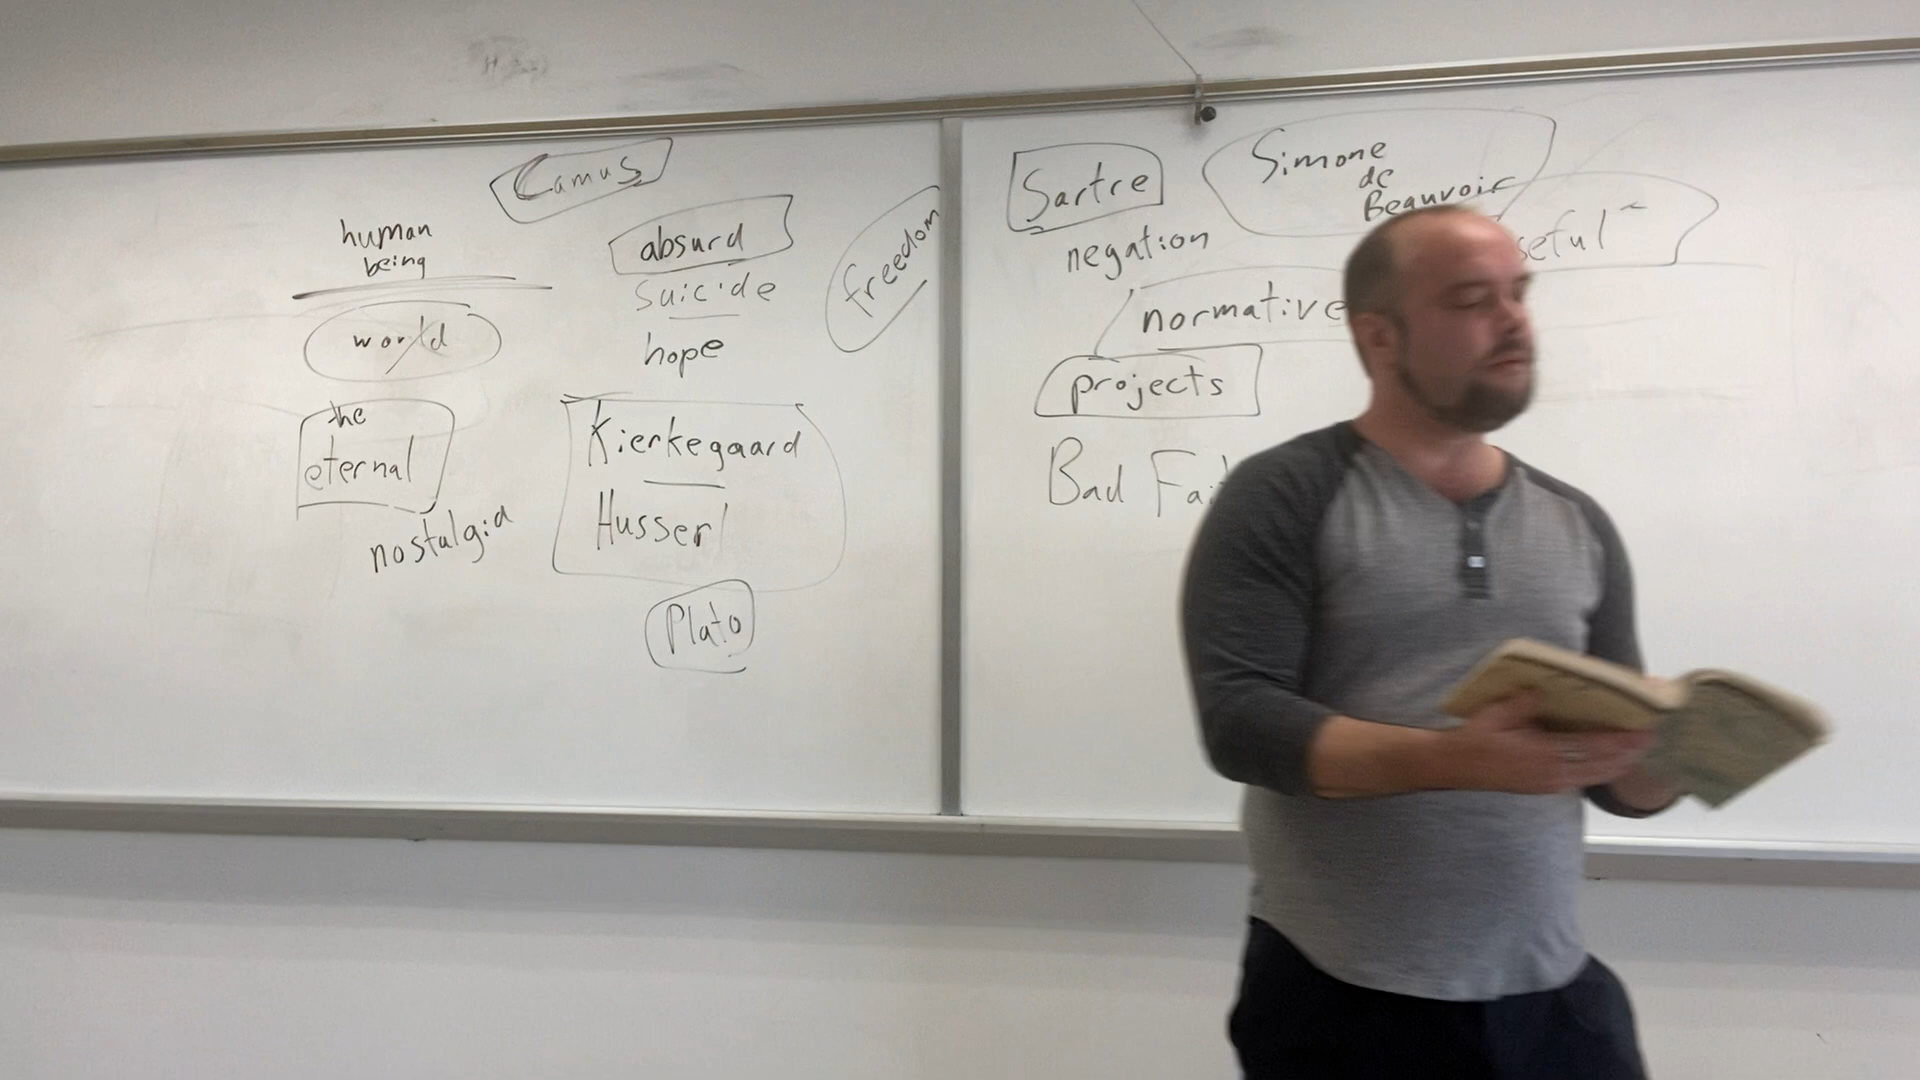 Camus
human
being
world
the
eternal
nostalgia
absurd
suicide
hope
Kierkegaard
Husserl
Plato
freedom
Sartre
Simone
de
Beauvoir
negation
normative
projects
Bad